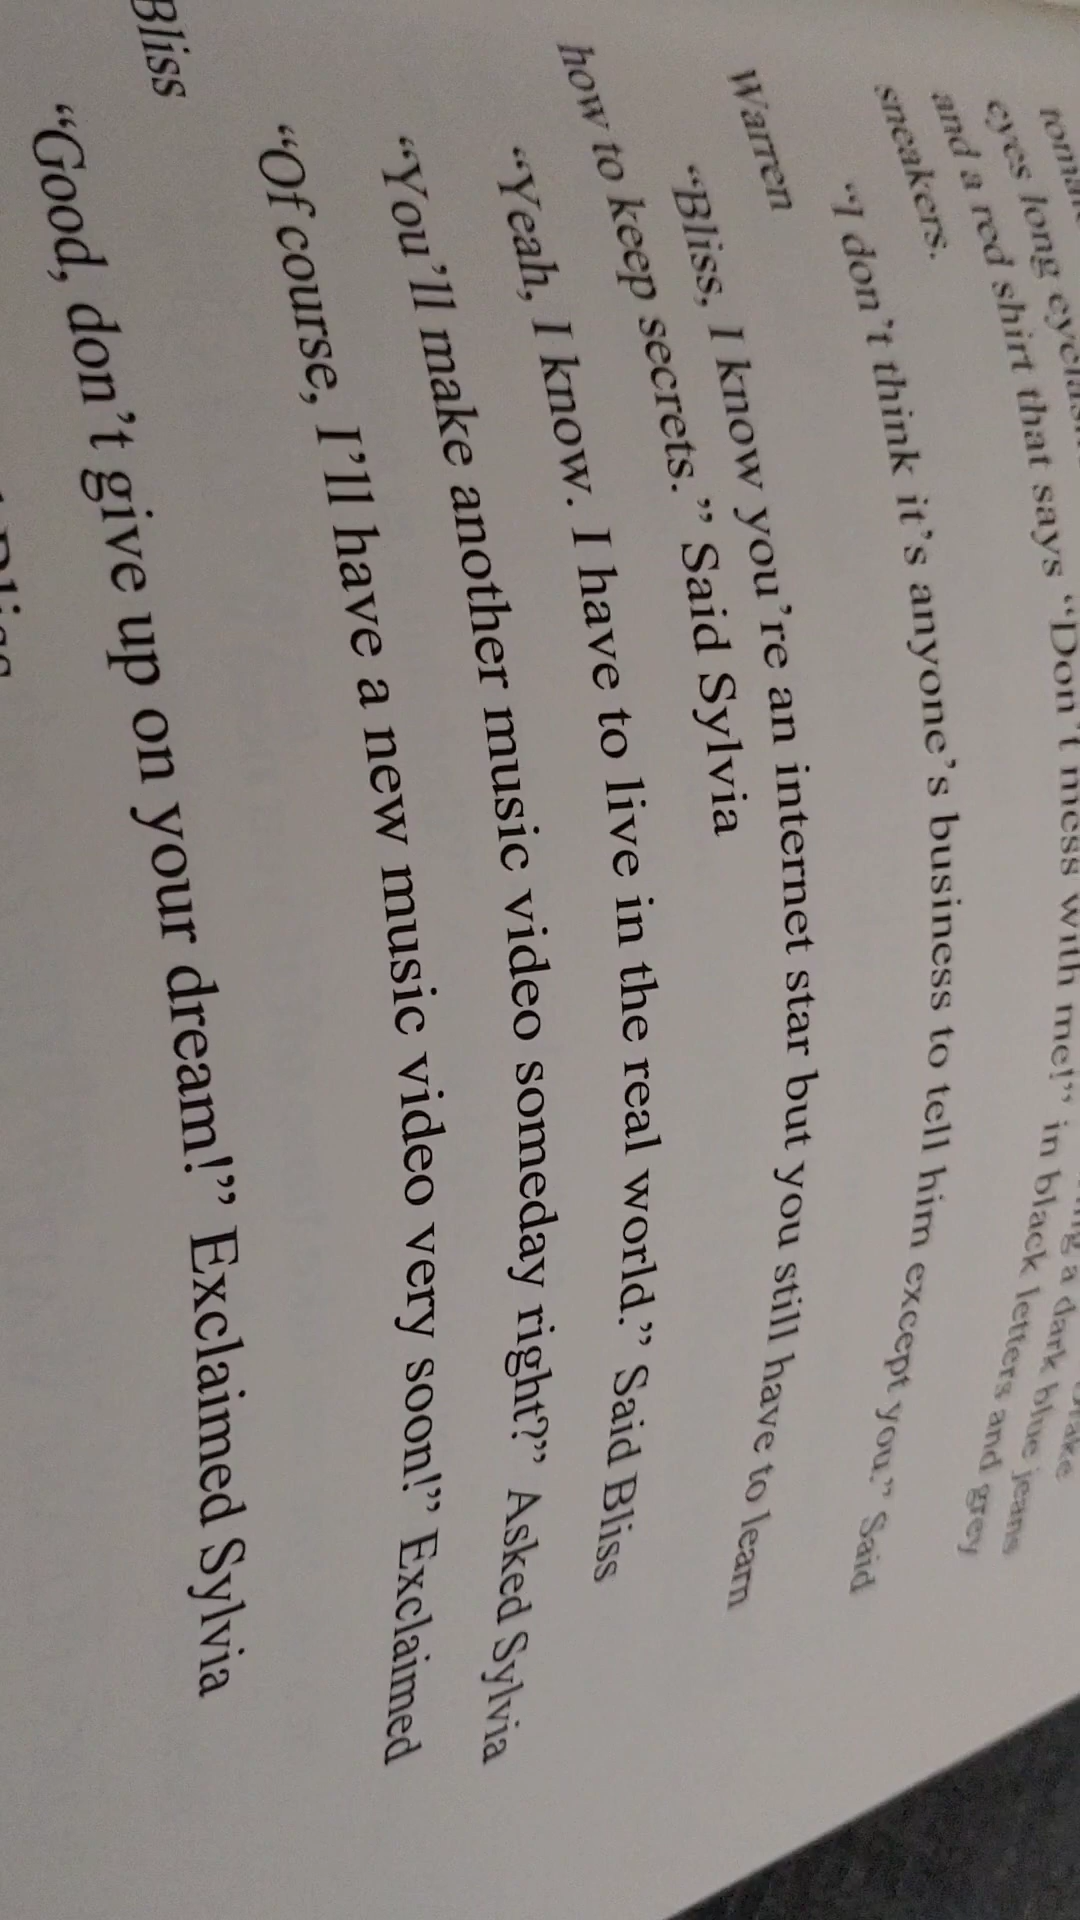 eyes long
and a red shirt that says “Don’t mess with me!” in black letters and grey
sneakers.
“I don’t think it’s anyone’s business to tell him except you.” Said
Warren
“Bliss, I know you’re an internet star but you still have to learn
how to keep secrets.” Said Sylvia
“Yeah, I know. I have to live in the real world.” Said Bliss
“You’ll make another music video someday right?” Asked Sylvia
“Of course, I’ll have a new music video very soon!” Exclaimed
Bliss
“Good, don’t give up on your dream!” Exclaimed Sylvia